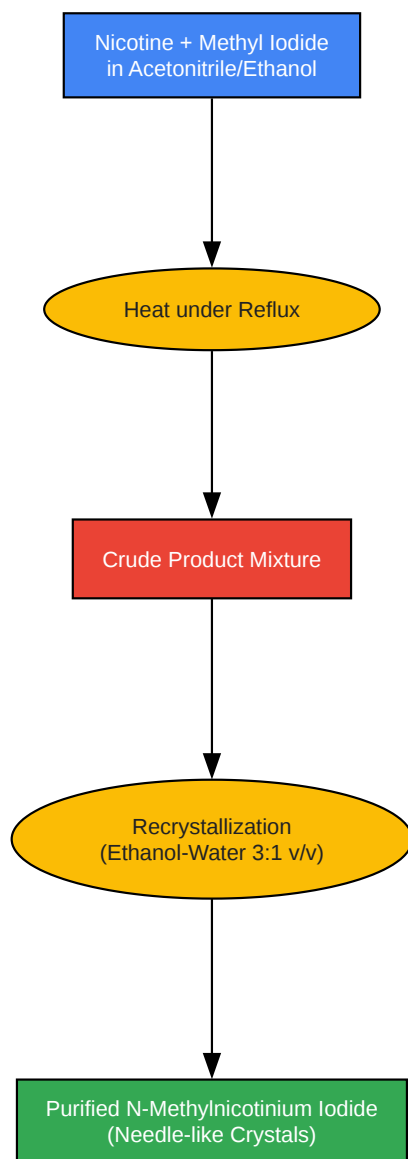 Nicotine + Methyl Iodide
in Acetonitrile/Ethanol
Heat under Reflux
Crude Product Mixture
Recrystallization
(Ethanol-Water 3:1 v/v)
Purified N-Methylnicotinium Iodide
(Needle-like Crystals)